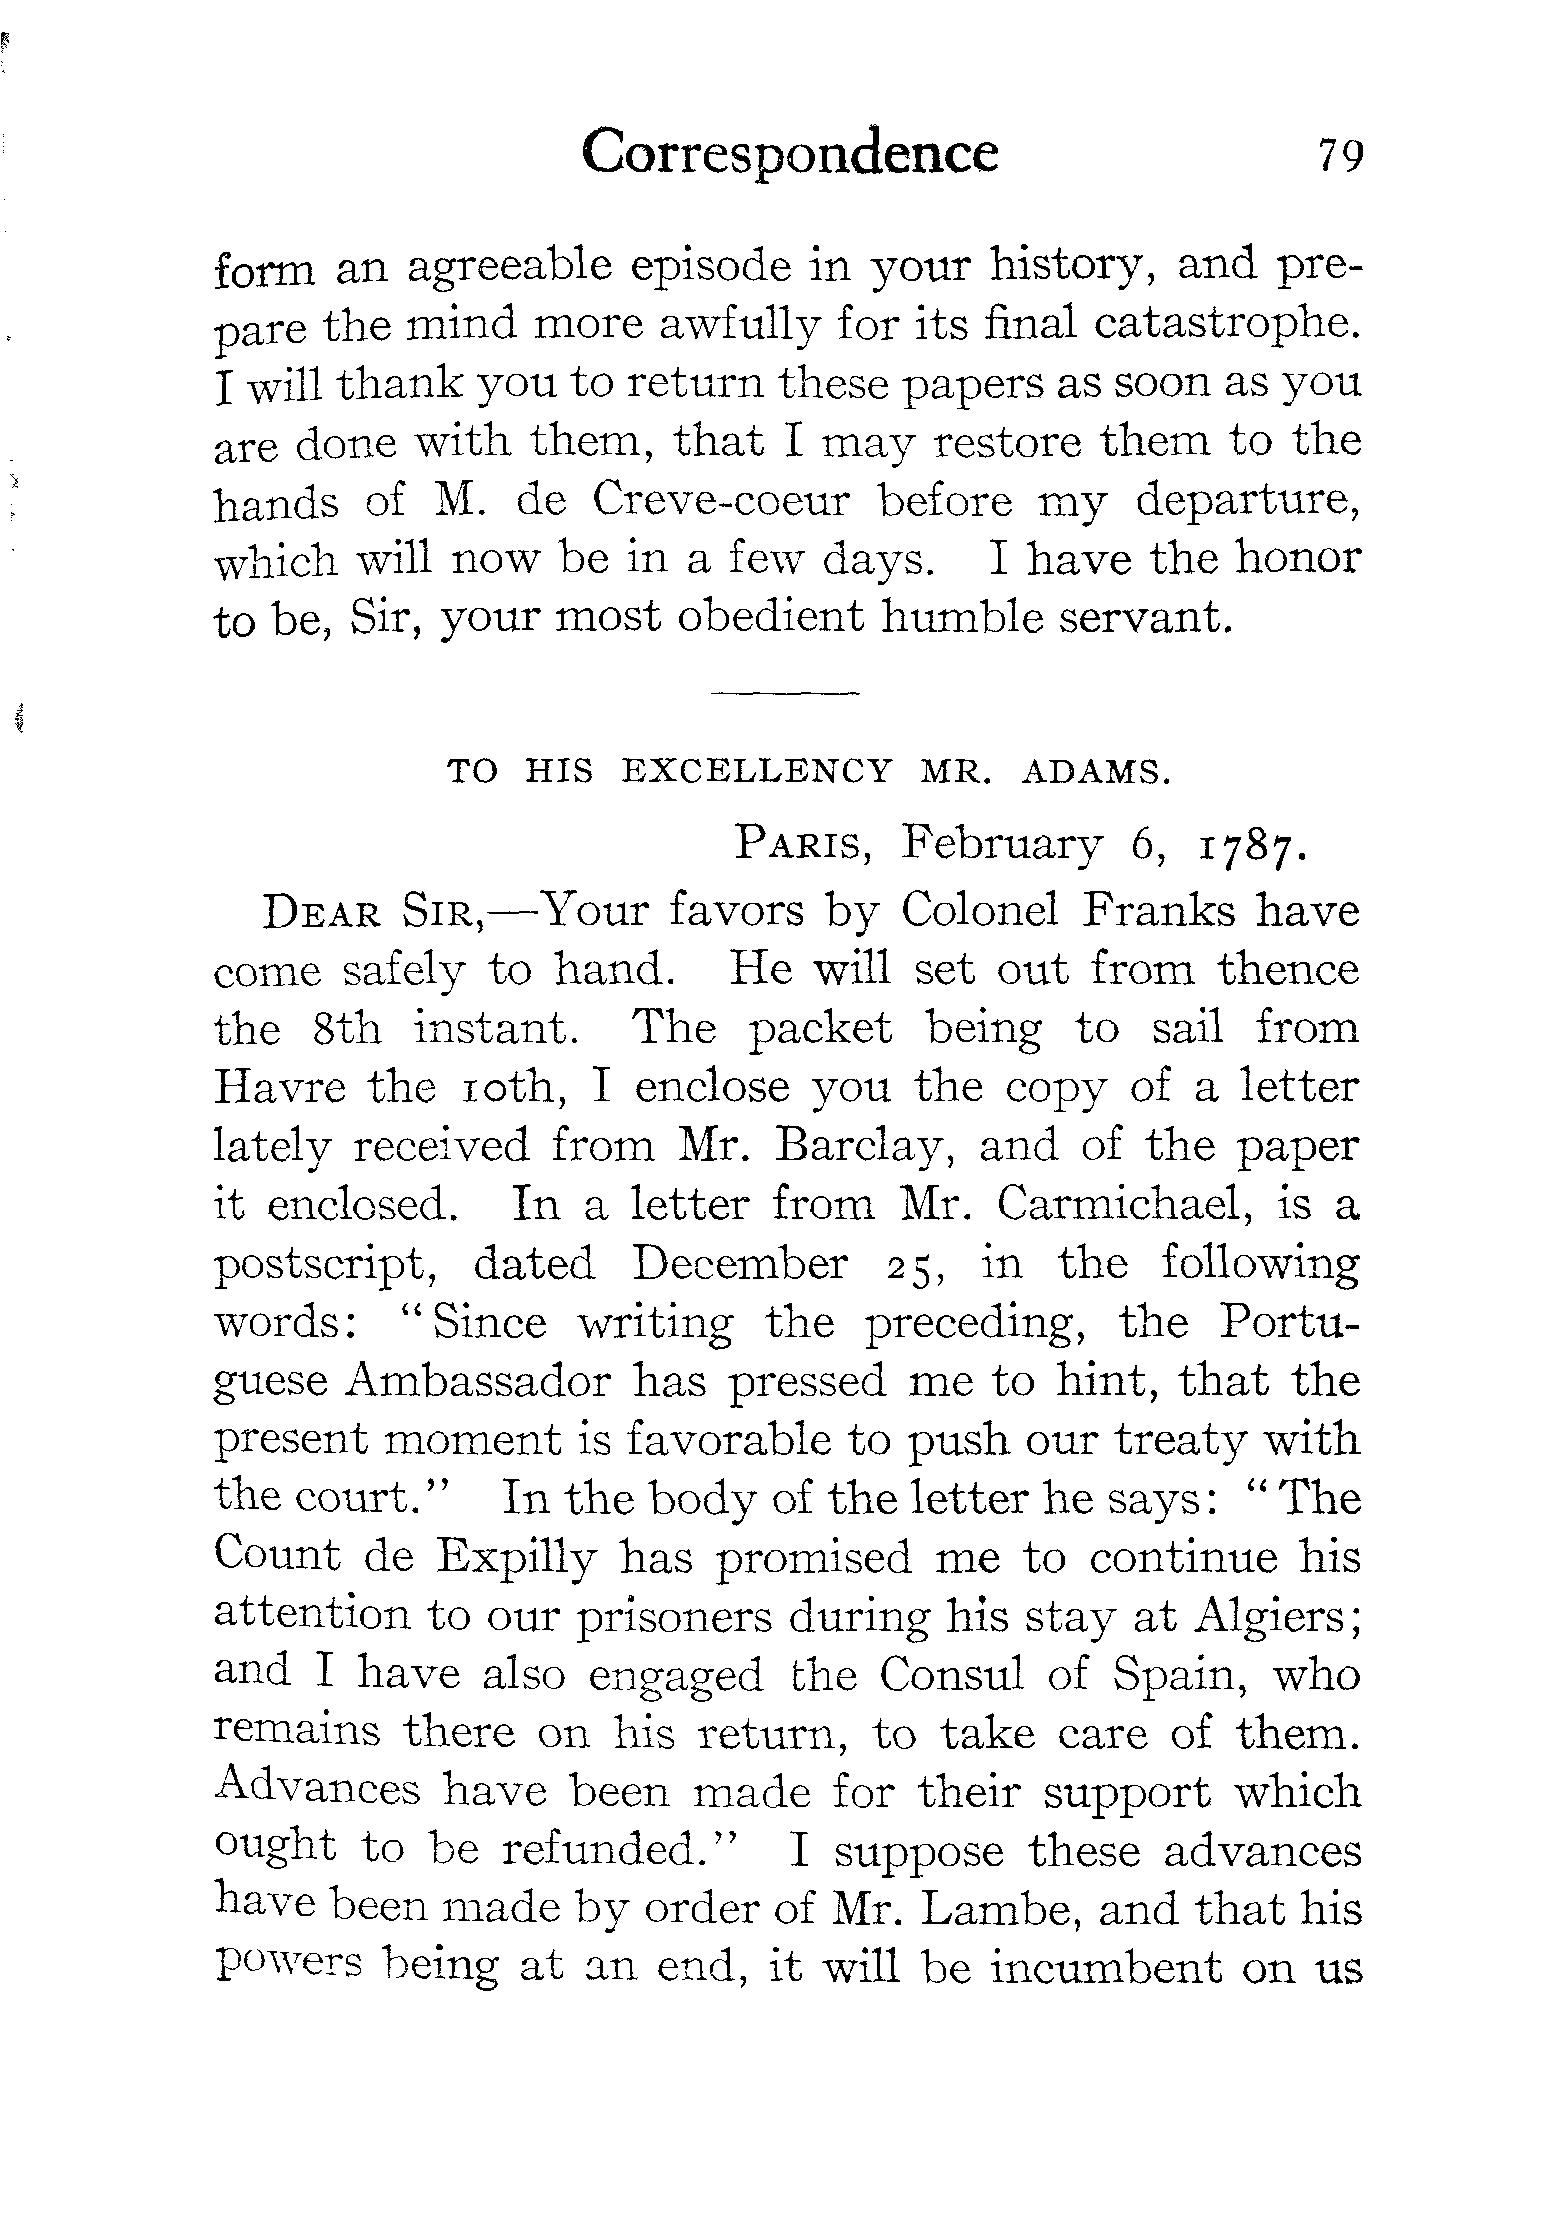 Correspondence 79
form an agreeable episode in your history, and pre-
pare the mind more awfully for its final catastrophe.
I will thank you to return these papers as soon as you
are done with them, that I may restore them to the
hands of M. de Creve-coeur before my departure,
which will now be in a few days. I have the honor
to be, Sir, your most obedient humble servant.
TO HIS EXCELLENCY MR. ADAMS.
PARIS, February 6, 1787.
DEAR SIR,—Your favors by Colonel Franks have
come safely to hand. He will set out from thence
the 8th instant. The packet being to sail from
Havre the 10th, I enclose you the copy of a letter
lately received from Mr. Barclay, and of the paper
it enclosed. In a letter from Mr. Carmichael, is a
postscript, dated December 25, in the following
words: "Since writing the preceding, the Portu-
guese Ambassador has pressed me to hint, that the
present moment is favorable to push our treaty with
the court." In the body of the letter he says: "The
Count de Expilly has promised me to continue his
attention to our prisoners during his stay at Algiers;
and I have also engaged the Consul of Spain, who
remains there on his return, to take care of them.
Advances have been made for their support which
ought to be refunded." I suppose these advances
have been made by order of Mr. Lambe, and that his
powers being at an end, it will be incumbent on us